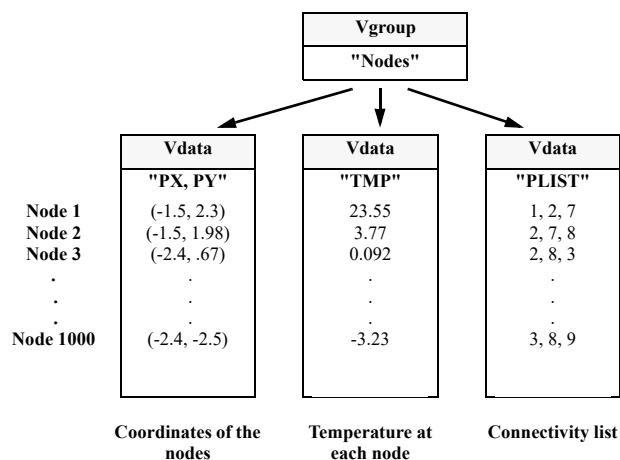 Vgroup
"Nodes"
Vdata Vdata Vdata
"PX, PY" "TMP" "PLIST"
Node 1 (-1.5, 2.3) 23.55 1, 2, 7
Node 2 (-1.5, 1.98) 3.77 2, 7, 8
Node 3 (-2.4, .67) 0.092 2, 8, 3
. . . .
. . . .
. . . .
Node 1000 (-2.4, -2.5) -3.23 3, 8, 9
Coordinates of the Temperature at Connectivity list
nodes each node